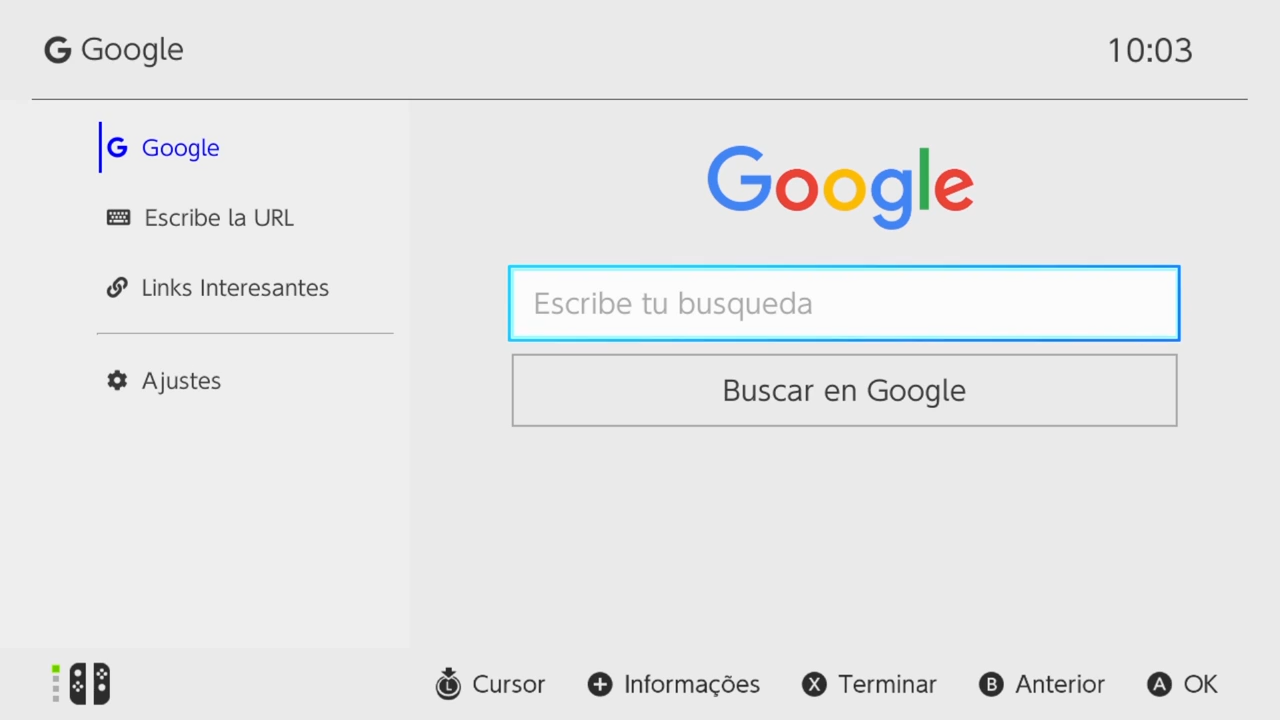 Google
10:03
Google
Escribe la URL
Links Interesantes
Ajustes
Google
Escribe tu busqueda
Buscar en Google
L Cursor
+ Informações
X Terminar
B Anterior
A OK